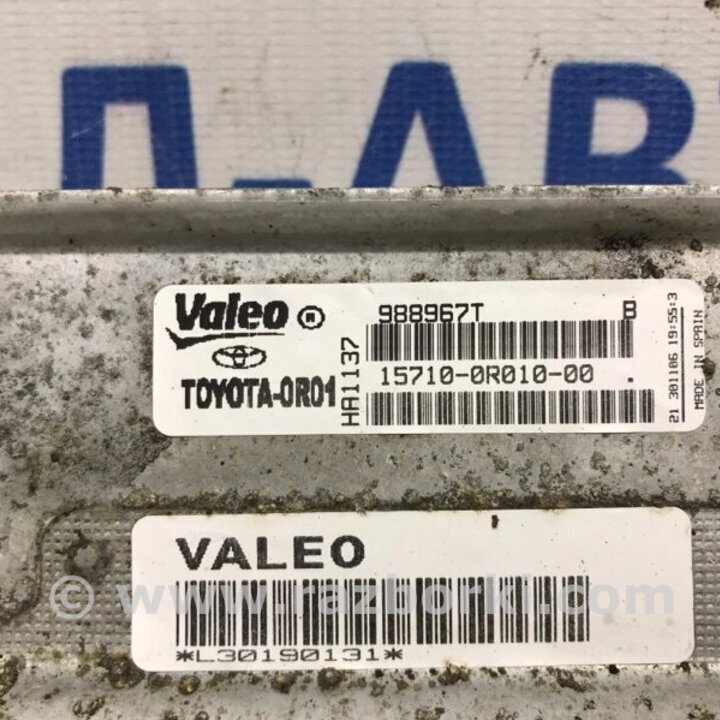 Л-АВТ
Valeo ®
TOYOTA-0R01
HA1137
988967T B
15710-0R010-00 .
21 301106 19:55:3
MADE IN SPAIN
VALEO
*L30190131*
© www.razborki.com